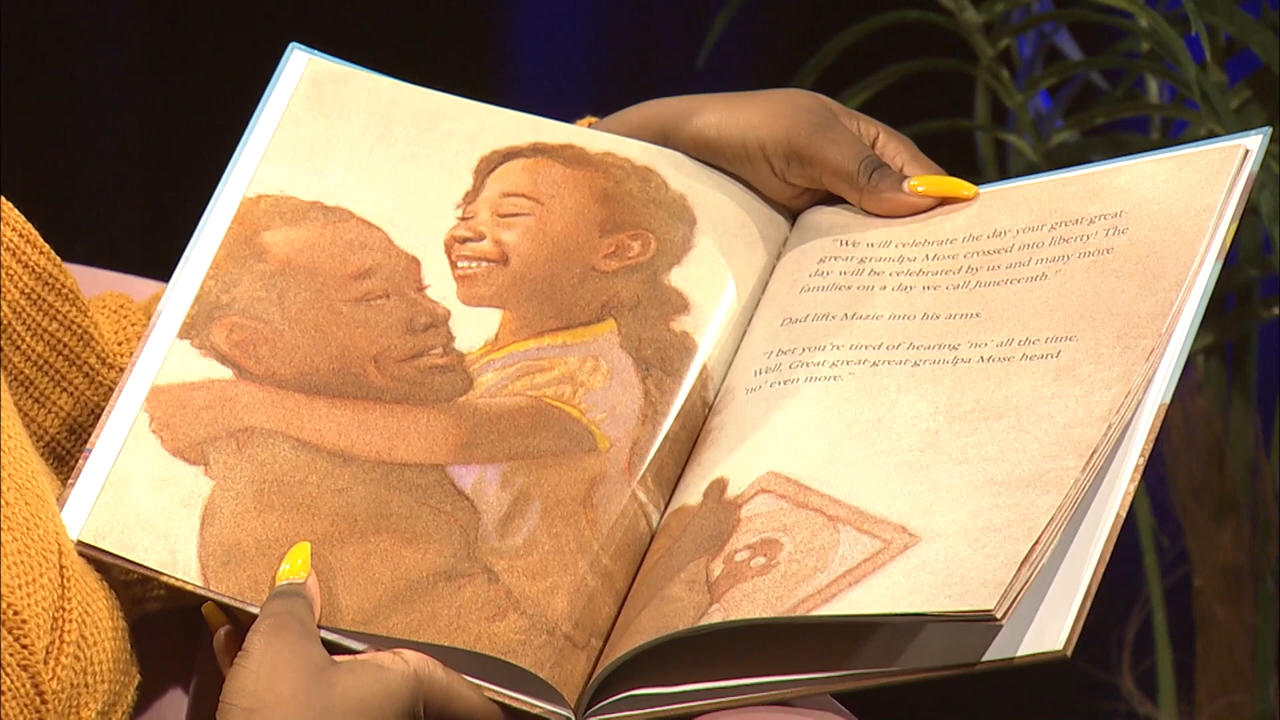 "We will celebrate the day your great-great-
great-grandpa Mose crossed into liberty! The
day will be celebrated by us and many more
families on a day we call Juneteenth."
Dad lifts Mazie into his arms.
"I bet you're tired of hearing 'no' all the time.
Well, Great-great-great-grandpa Mose heard
'no' even more."